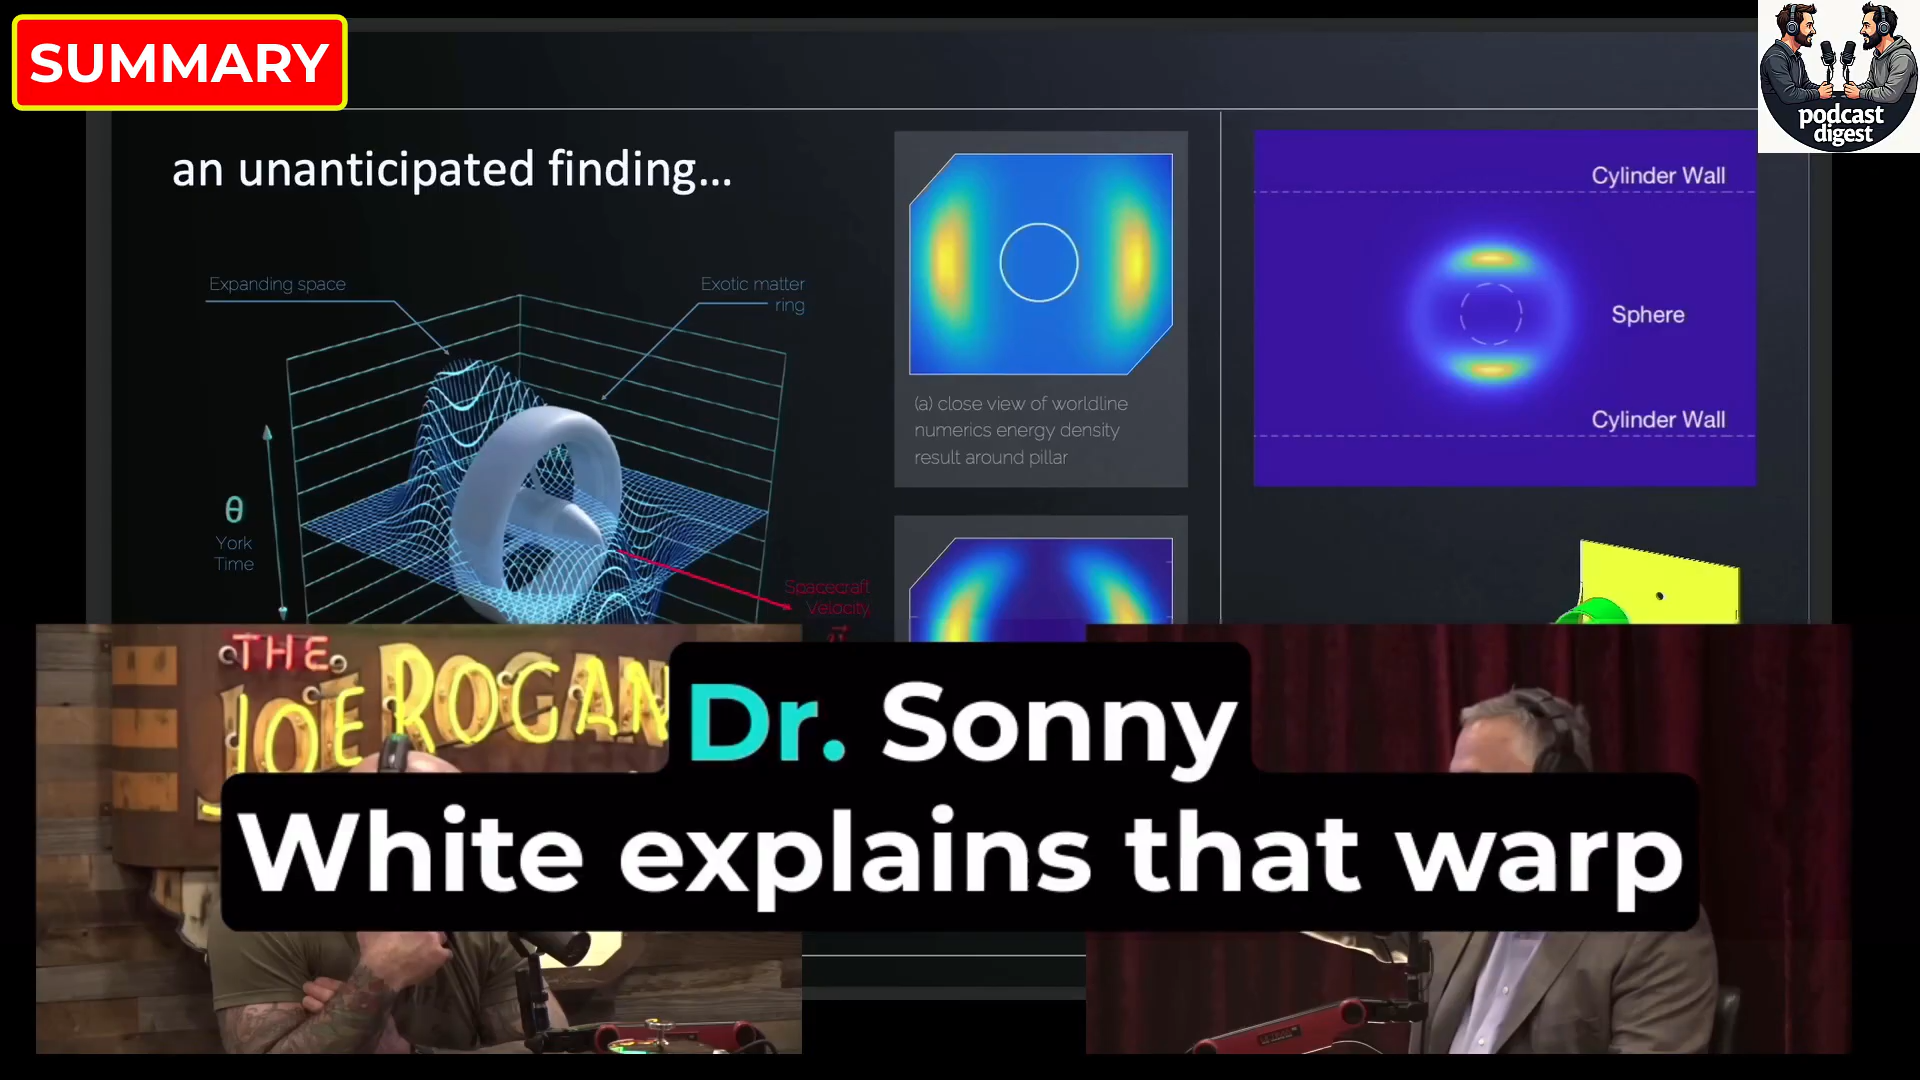 SUMMARY
podcast
digest
an unanticipated finding...
Expanding space
Exotic matter
ring
θ
York
Time
Spacecraft
Velocity
(a) close view of worldline
numerics energy density
result around pillar
Cylinder Wall
Sphere
Cylinder Wall
THE
JOE ROGAN
Dr. Sonny
White explains that warp